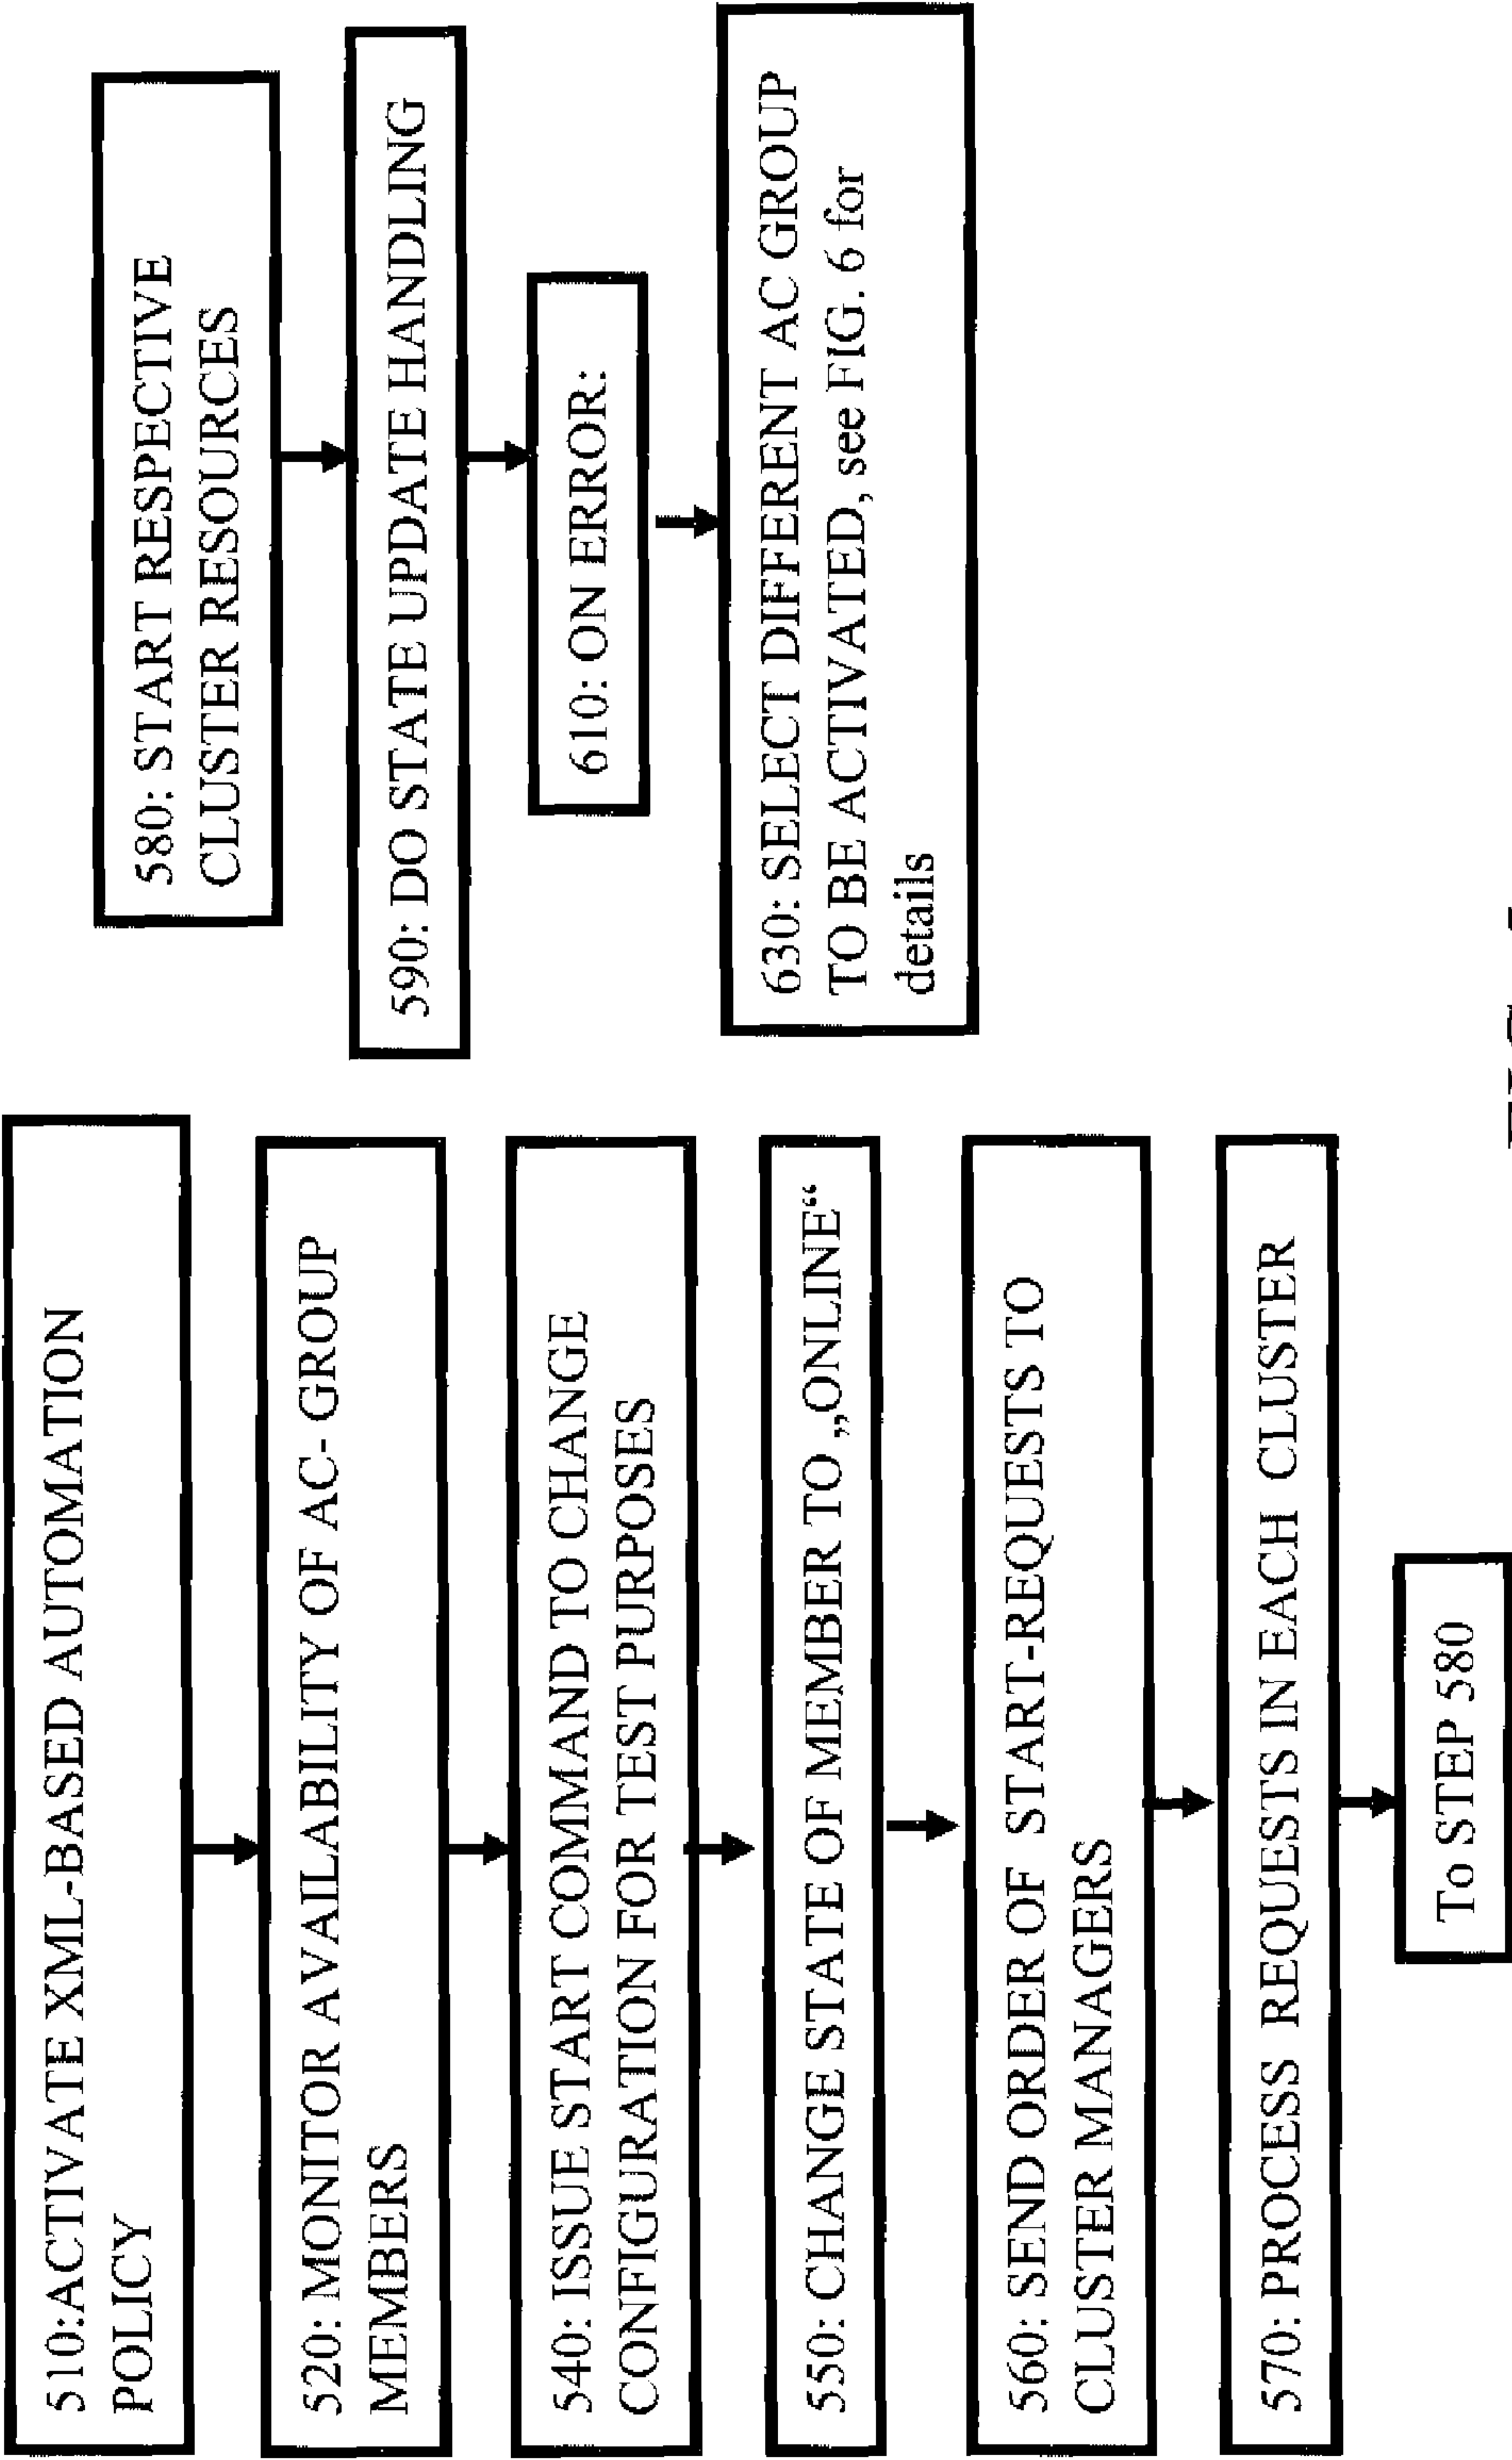 510:ACTIVATE XML-BASED AUTOMATION
POLICY
520: MONITOR AVAILABILITY OF AC- GROUP
MEMBERS
540: ISSUE START COMMAND TO CHANGE
CONFIGURATION FOR TEST PURPOSES
550: CHANGE STATE OF MEMBER TO „ONLINE“
560: SEND ORDER OF START-REQUESTS TO
CLUSTER MANAGERS
570: PROCESS REQUESTS IN EACH CLUSTER
To STEP 580
580: START RESPECTIVE
CLUSTER RESOURCES
590: DO STATE UPDATE HANDLING
610: ON ERROR:
630: SELECT DIFFERENT AC GROUP
TO BE ACTIVATED, see FIG. 6 for
details